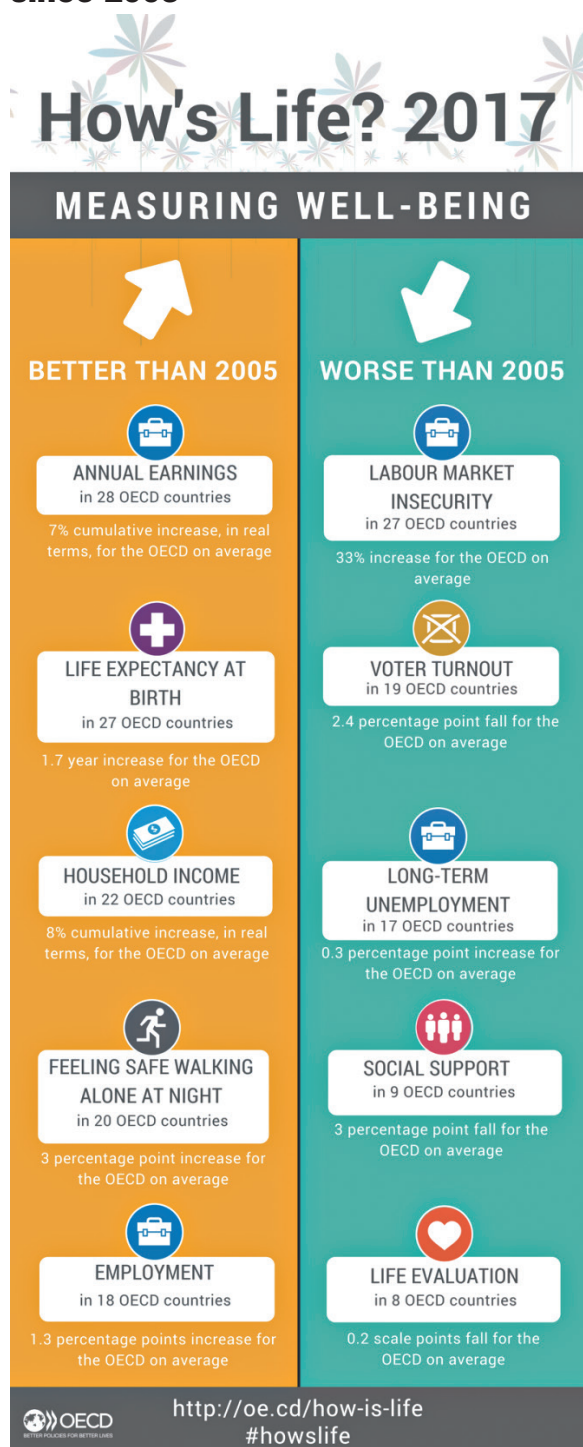 since 2005
How's Life? 2017
MEASURING WELL-BEING
BETTER THAN 2005
ANNUAL EARNINGS
in 28 OECD countries
7% cumulative increase, in real
terms, for the OECD on average
LIFE EXPECTANCY AT
BIRTH
in 27 OECD countries
1.7 year increase for the OECD
on average
HOUSEHOLD INCOME
in 22 OECD countries
8% cumulative increase, in real
terms, for the OECD on average
FEELING SAFE WALKING
ALONE AT NIGHT
in 20 OECD countries
3 percentage point increase for
the OECD on average
EMPLOYMENT
in 18 OECD countries
1.3 percentage points increase for
the OECD on average
WORSE THAN 2005
LABOUR MARKET
INSECURITY
in 27 OECD countries
33% increase for the OECD on
average
VOTER TURNOUT
in 19 OECD countries
2.4 percentage point fall for the
OECD on average
LONG-TERM
UNEMPLOYMENT
in 17 OECD countries
0.3 percentage point increase for
the OECD on average
SOCIAL SUPPORT
in 9 OECD countries
3 percentage point fall for the
OECD on average
LIFE EVALUATION
in 8 OECD countries
0.2 scale points fall for the
OECD on average
OECD
BETTER POLICIES FOR BETTER LIVES
http://oe.cd/how-is-life
#howslife